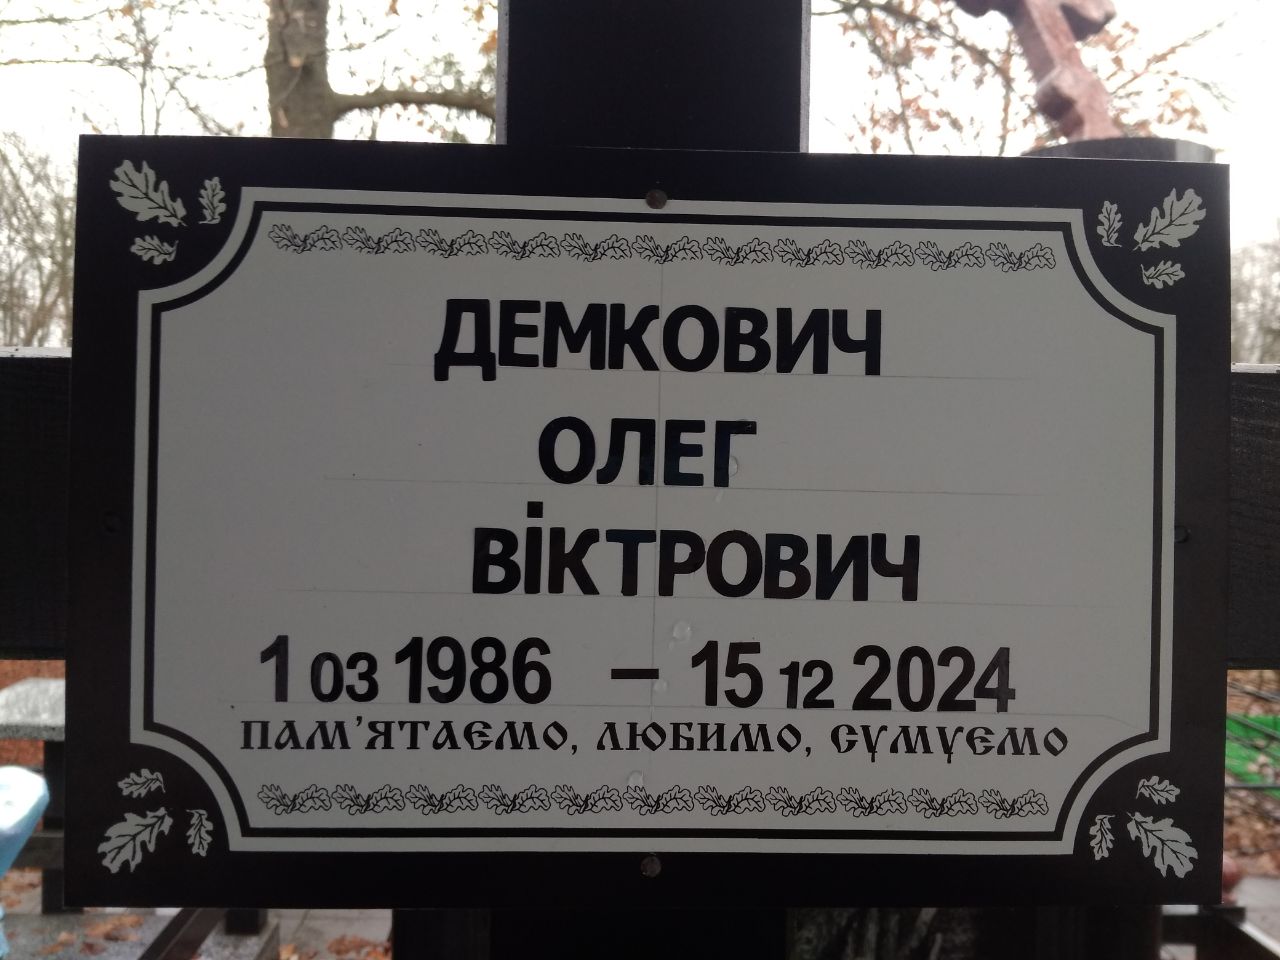 ДЕМКОВИЧ
ОЛЕГ
ВІКТРОВИЧ
1 03 1986 – 15 12 2024
ПАМ'ЯТАЄМО, ЛЮБИМО, СУМУЄМО